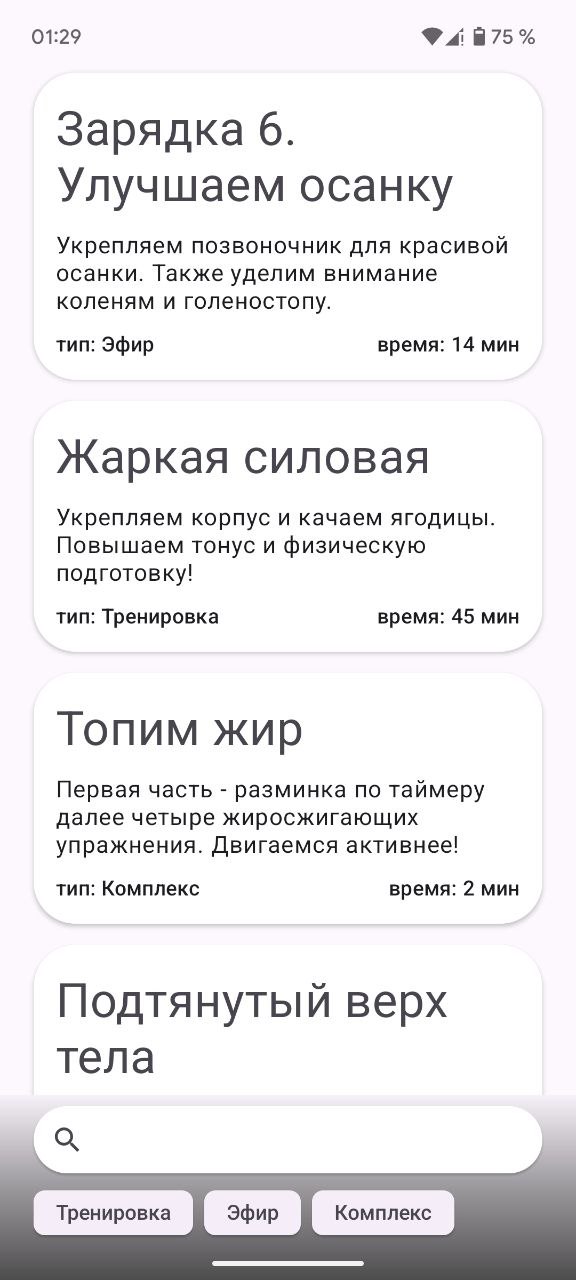 01:29
75 %
Зарядка 6.
Улучшаем осанку
Укрепляем позвоночник для красивой
осанки. Также уделим внимание
коленям и голеностопу.
тип: Эфир время: 14 мин
Жаркая силовая
Укрепляем корпус и качаем ягодицы.
Повышаем тонус и физическую
подготовку!
тип: Тренировка время: 45 мин
Топим жир
Первая часть - разминка по таймеру
далее четыре жиросжигающих
упражнения. Двигаемся активнее!
тип: Комплекс время: 2 мин
Подтянутый верх
тела
Тренировка Эфир Комплекс